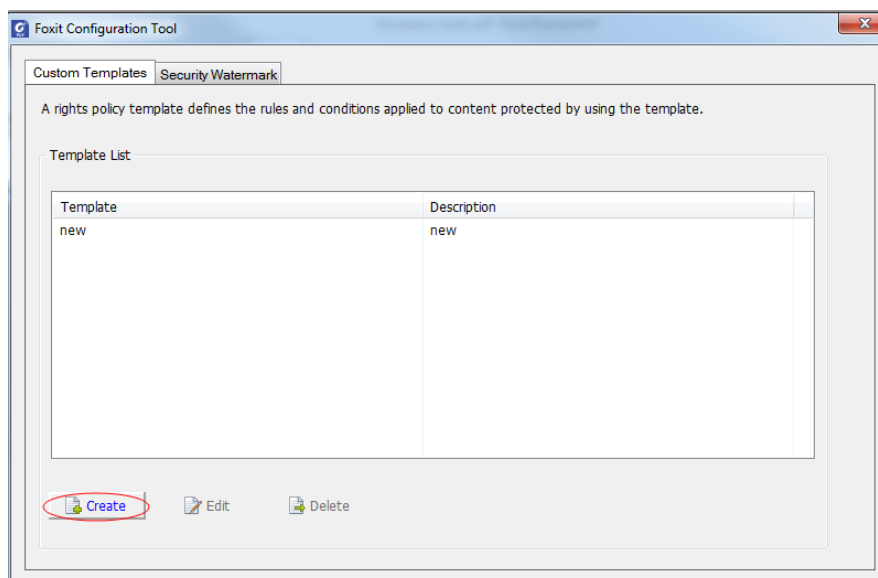 Foxit Configuration Tool
Custom Templates Security Watermark
A rights policy template defines the rules and conditions applied to content protected by using the template.
Template List
Template Description
new new
Create Edit Delete